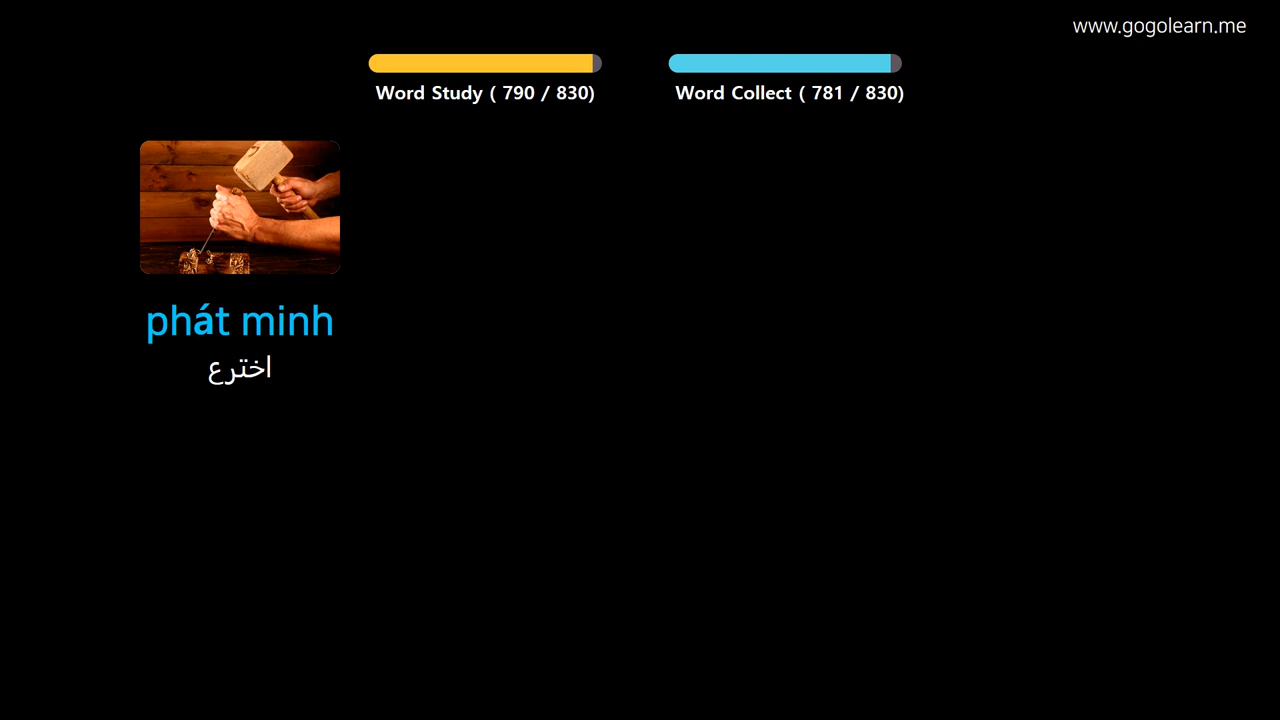 www.gogolearn.me
Word Study ( 790 / 830)
Word Collect ( 781 / 830)
phát minh
اخترع